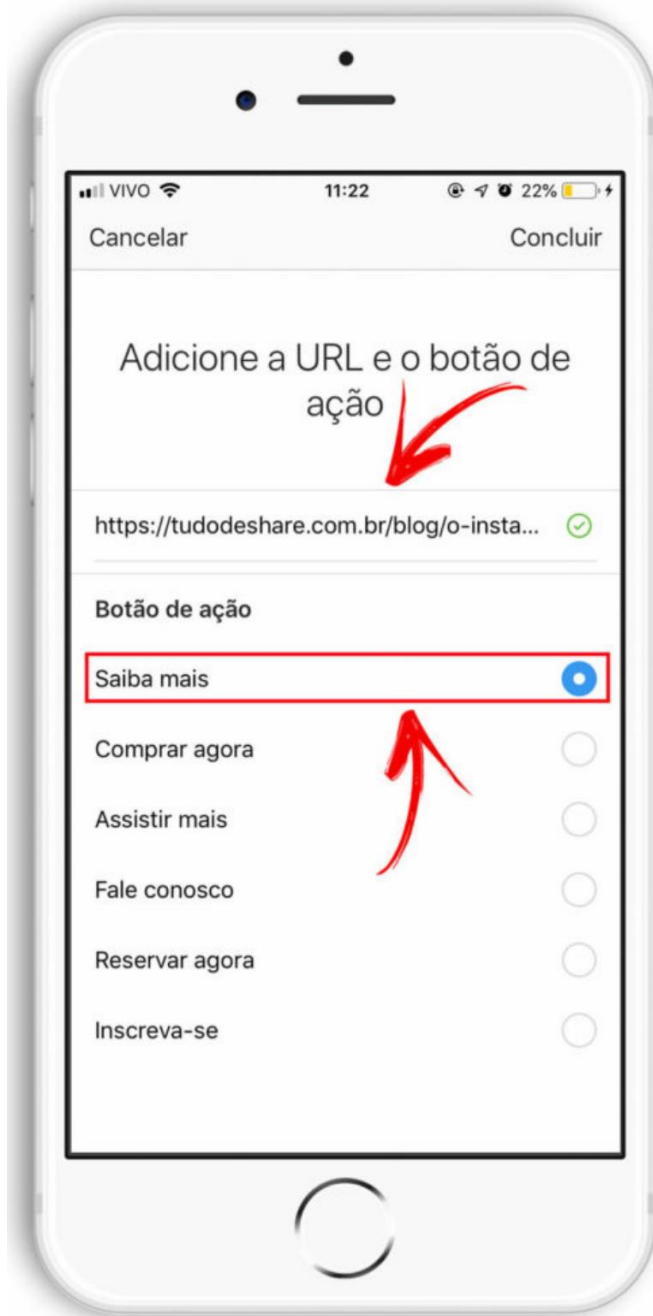 VIVO 11:22 22%
Cancelar Concluir
Adicione a URL e o botão de
ação
https://tudodeshare.com.br/blog/o-insta...
Botão de ação
Saiba mais
Comprar agora
Assistir mais
Fale conosco
Reservar agora
Inscreva-se